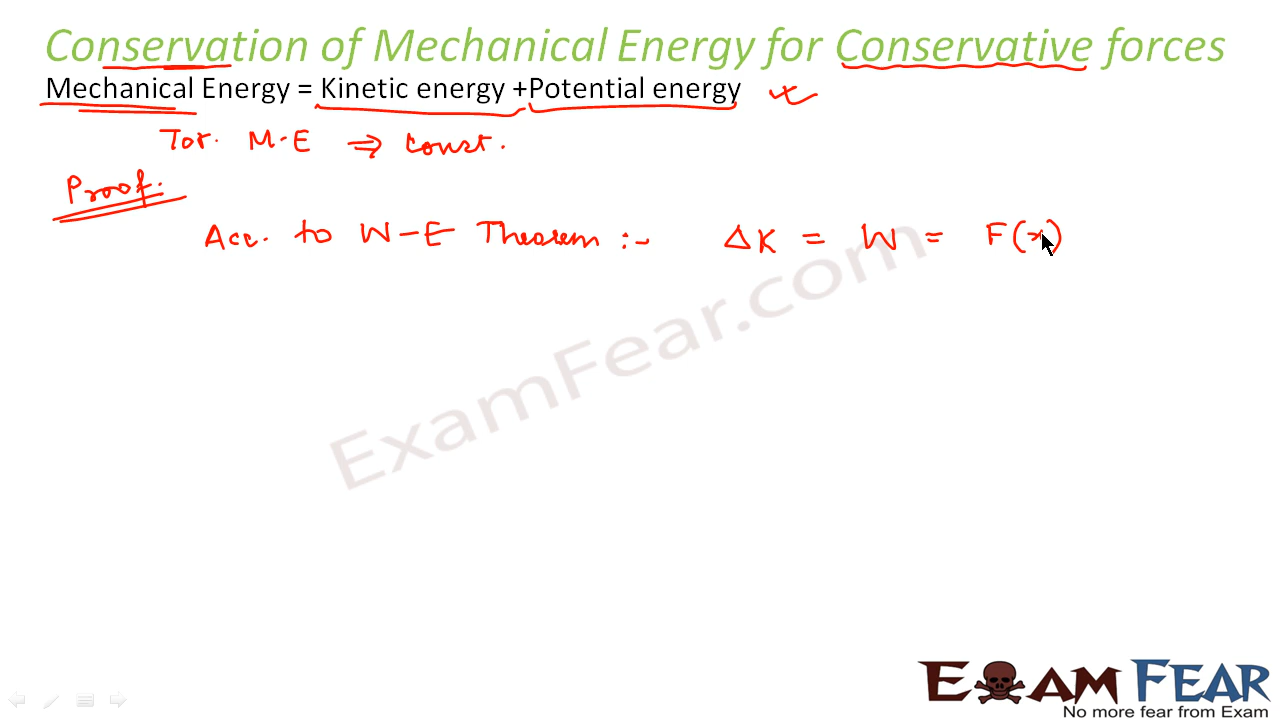 Conservation of Mechanical Energy for Conservative forces
Mechanical Energy = Kinetic energy +Potential energy
Tot. M-E ⇒ const.
Proof.
Acc. to W-E Theorem :- ΔK = W = F(x)
ExamFear.com
EXAM FEAR
No more fear from Exam